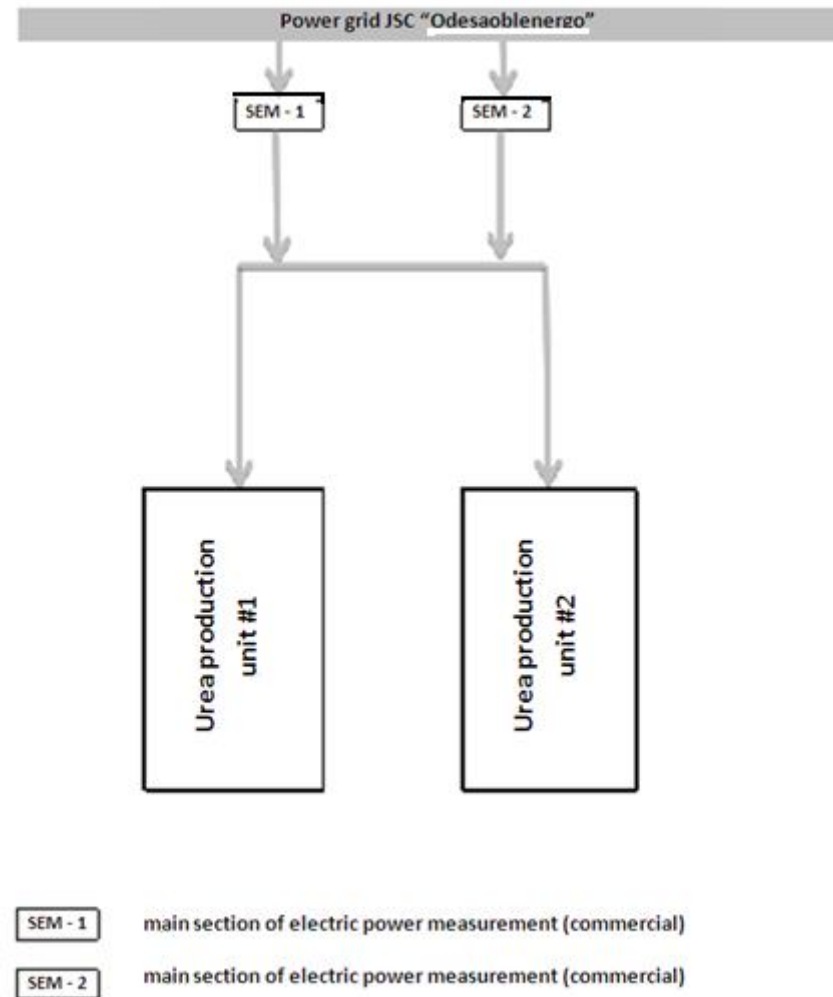 Power grid JSC “Odesaoblenergo”
SEM - 1
SEM - 2
Urea production
unit #1
Urea production
unit #2
SEM - 1
main section of electric power measurement (commercial)
SEM - 2
main section of electric power measurement (commercial)